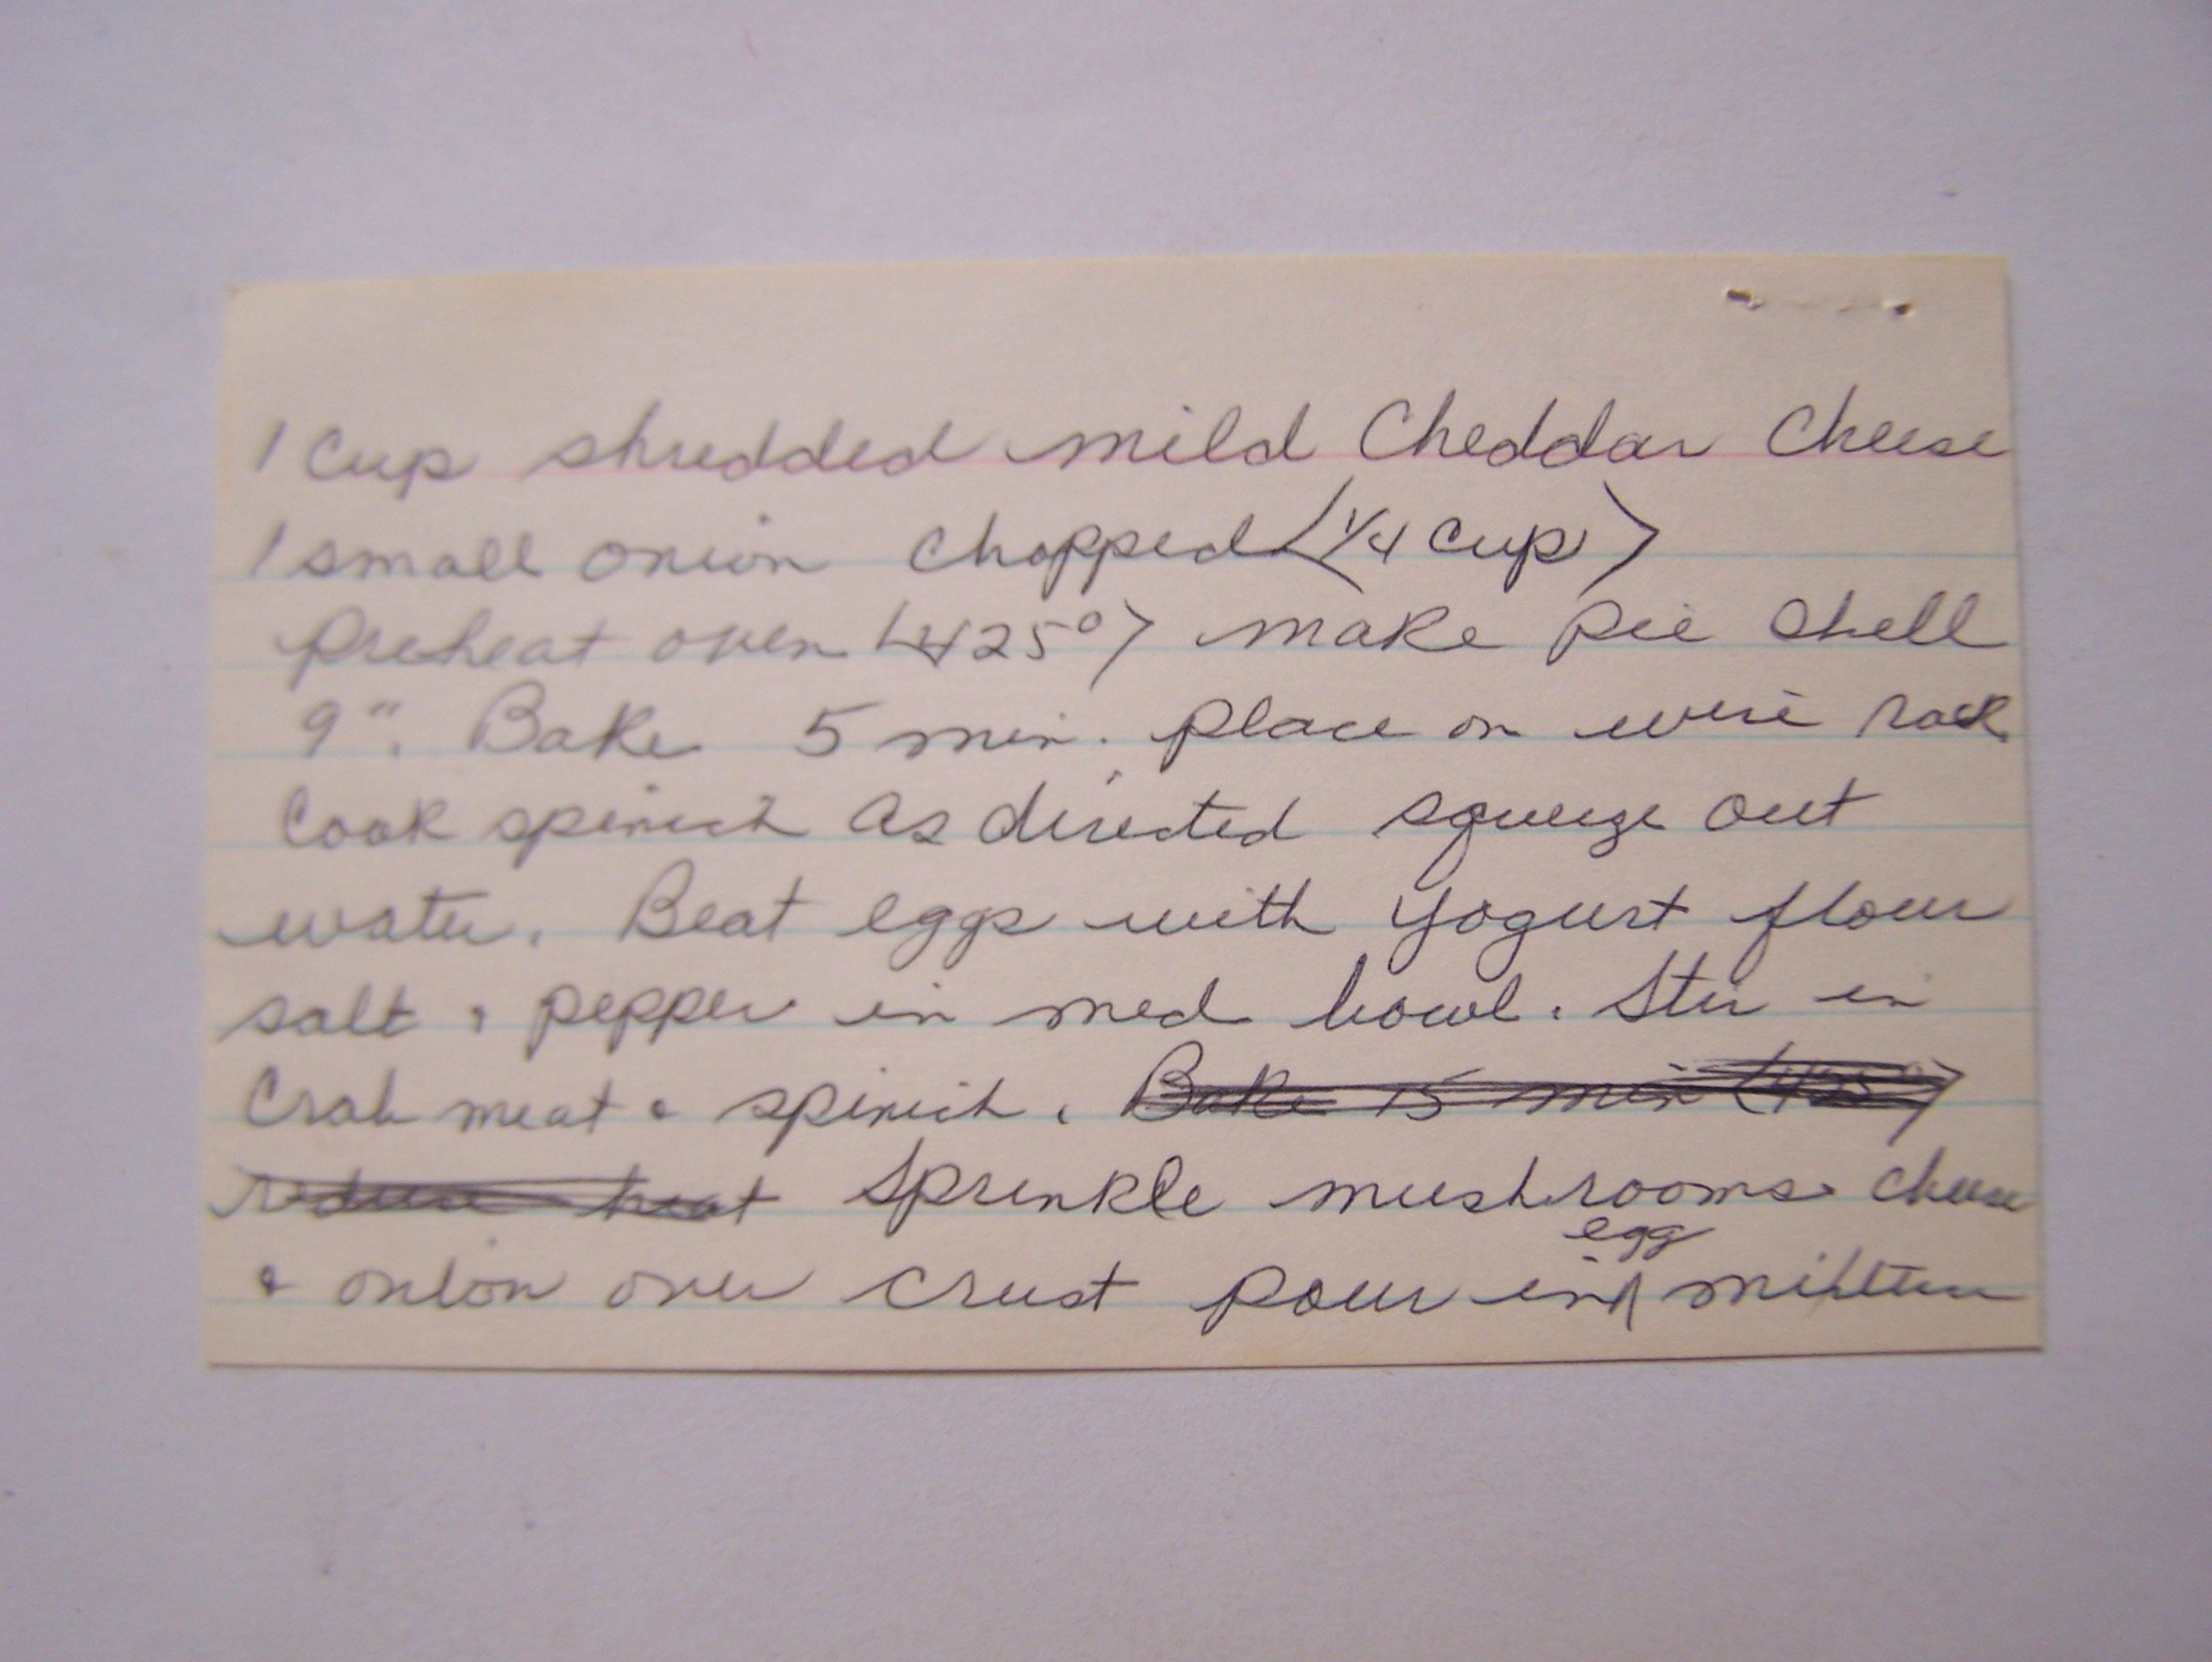 1 Cup shredded mild Cheddar Cheese
1 small onion chopped <1/4 cup>
Preheat oven <425°> make pie shell
9". Bake 5 min. place on wire rack
Cook spinich as directed squeeze out
water. Beat eggs with yogurt flour
salt & pepper in med bowl. Stir in
Crab meat & spinich. Bake 15 min <425°>
reduce heat Sprinkle mushrooms cheese
egg
& onion over crust pour in mixture